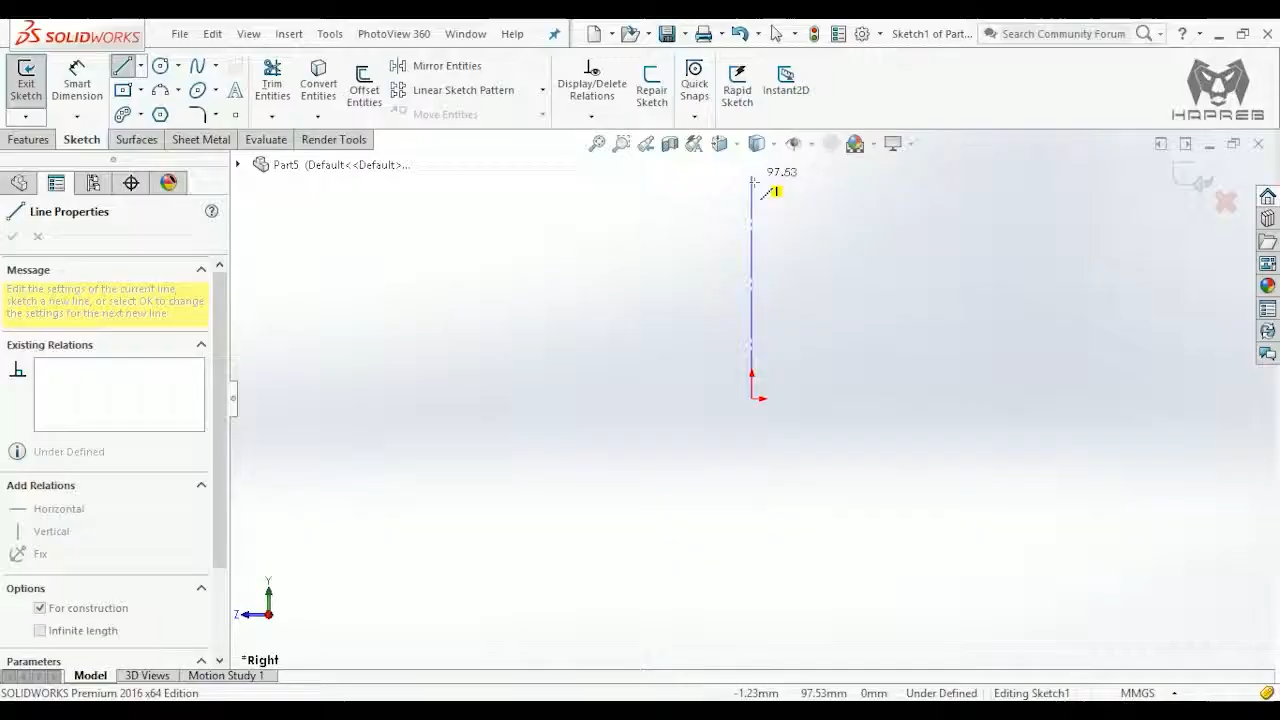 SOLIDWORKS
File Edit View Insert Tools PhotoView 360 Window Help
Sketch1 of Part...
Search Community Forum
Exit Sketch
Smart Dimension
Trim Entities
Convert Entities
Offset Entities
Mirror Entities
Linear Sketch Pattern
Move Entities
Display/Delete Relations
Repair Sketch
Quick Snaps
Rapid Sketch
Instant2D
HAPREB
Features Sketch Surfaces Sheet Metal Evaluate Render Tools
Part5 (Default<<Default>...
97.53
Line Properties
Message
Edit the settings of the current line,
sketch a new line, or select OK to change
the settings for the next new line.
Existing Relations
Under Defined
Add Relations
Horizontal
Vertical
Fix
Options
For construction
Infinite length
Parameters
Y
Z
*Right
Model 3D Views Motion Study 1
SOLIDWORKS Premium 2016 x64 Edition
-1.23mm 97.53mm 0mm Under Defined Editing Sketch1 MMGS